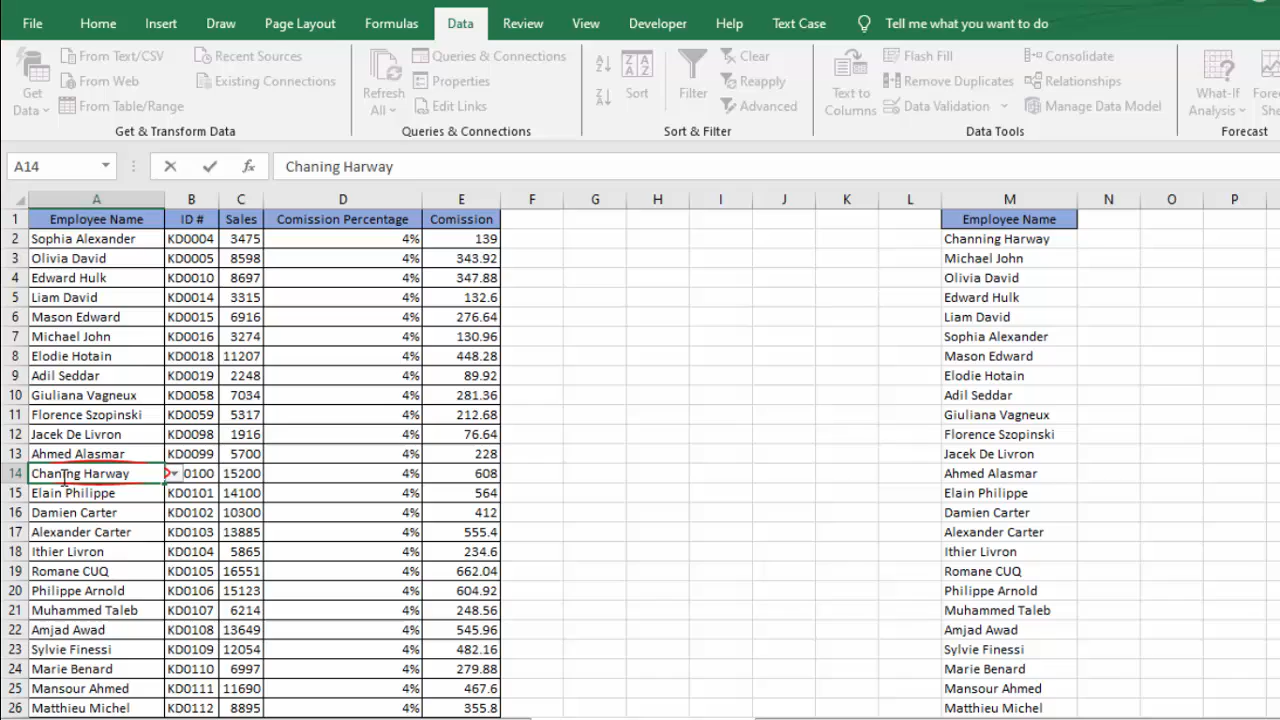 File Home Insert Draw Page Layout Formulas Data Review View Developer Help Text Case Tell me what you want to do
Get Data
From Text/CSV
From Web
From Table/Range
Recent Sources
Existing Connections
Get & Transform Data
Refresh All
Queries & Connections
Properties
Edit Links
Queries & Connections
Sort
Filter
Clear
Reapply
Advanced
Sort & Filter
Text to Columns
Flash Fill
Remove Duplicates
Data Validation
Consolidate
Relationships
Manage Data Model
Data Tools
What-If Analysis
Forecast
A14 fx Chaning Harway
A B C D E F G H I J K L M N O P
1 Employee Name ID # Sales Comission Percentage Comission Employee Name
2 Sophia Alexander KD0004 3475 4% 139 Channing Harway
3 Olivia David KD0005 8598 4% 343.92 Michael John
4 Edward Hulk KD0010 8697 4% 347.88 Olivia David
5 Liam David KD0014 3315 4% 132.6 Edward Hulk
6 Mason Edward KD0015 6916 4% 276.64 Liam David
7 Michael John KD0016 3274 4% 130.96 Sophia Alexander
8 Elodie Hotain KD0018 11207 4% 448.28 Mason Edward
9 Adil Seddar KD0019 2248 4% 89.92 Elodie Hotain
10 Giuliana Vagneux KD0058 7034 4% 281.36 Adil Seddar
11 Florence Szopinski KD0059 5317 4% 212.68 Giuliana Vagneux
12 Jacek De Livron KD0098 1916 4% 76.64 Florence Szopinski
13 Ahmed Alasmar KD0099 5700 4% 228 Jacek De Livron
14 Chaning Harway 0100 15200 4% 608 Ahmed Alasmar
15 Elain Philippe KD0101 14100 4% 564 Elain Philippe
16 Damien Carter KD0102 10300 4% 412 Damien Carter
17 Alexander Carter KD0103 13885 4% 555.4 Alexander Carter
18 Ithier Livron KD0104 5865 4% 234.6 Ithier Livron
19 Romane CUQ KD0105 16551 4% 662.04 Romane CUQ
20 Philippe Arnold KD0106 15123 4% 604.92 Philippe Arnold
21 Muhammed Taleb KD0107 6214 4% 248.56 Muhammed Taleb
22 Amjad Awad KD0108 13649 4% 545.96 Amjad Awad
23 Sylvie Finessi KD0109 12054 4% 482.16 Sylvie Finessi
24 Marie Benard KD0110 6997 4% 279.88 Marie Benard
25 Mansour Ahmed KD0111 11690 4% 467.6 Mansour Ahmed
26 Matthieu Michel KD0112 8895 4% 355.8 Matthieu Michel